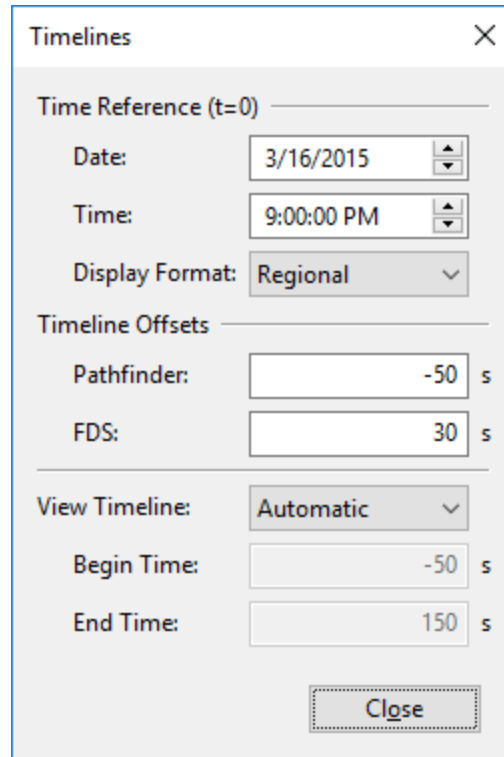 Timelines
Time Reference (t=0)
Date: 3/16/2015
Time: 9:00:00 PM
Display Format: Regional
Timeline Offsets
Pathfinder: -50 s
FDS: 30 s
View Timeline: Automatic
Begin Time: -50 s
End Time: 150 s
Close